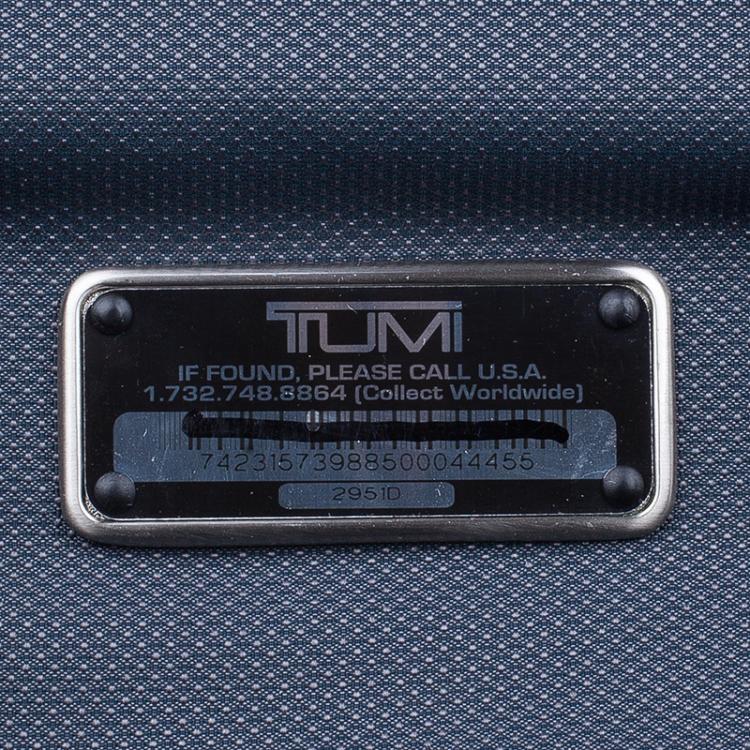 TUMI
IF FOUND, PLEASE CALL U.S.A.
1.732.748.8864 (Collect Worldwide)
74231573988500044455
2951D